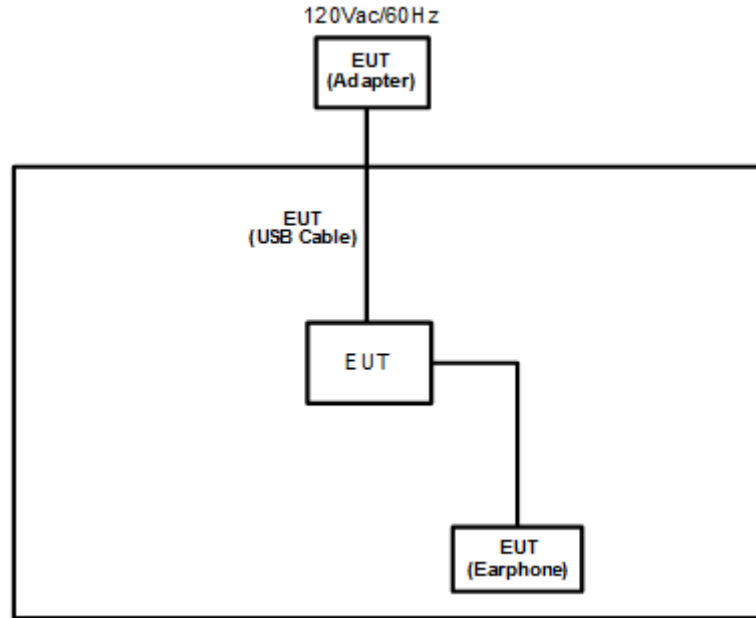 120Vac/60Hz
EUT
(Adapter)
EUT
(USB Cable)
EUT
EUT
(Earphone)